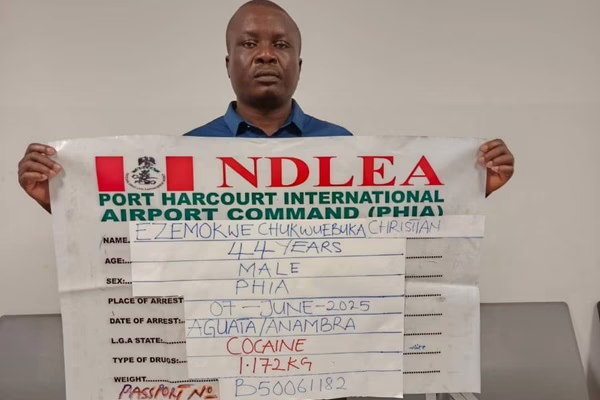 NDLEA
PORT HARCOURT INTERNATIONAL
AIRPORT COMMAND (PHIA)
NAME. EZEMOKWE CHUKWUEBUKA CHRISTIAN
AGE: 44 YEARS
SEX: MALE
PLACE OF ARREST PHIA
DATE OF ARREST: 07-JUNE-2025
L.G.A STATE: AGUATA/ANAMBRA
TYPE OF DRUGS: COCAINE
WEIGHT 1.172KG
PASSPORT NO B50061182